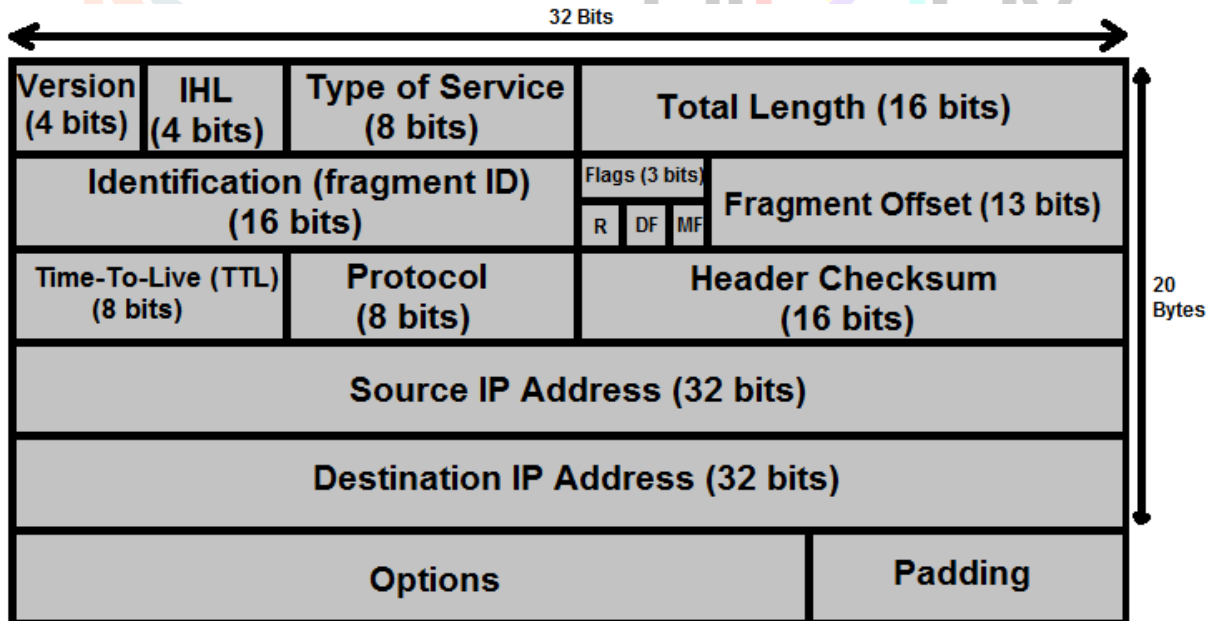 32 Bits
Version
(4 bits)
IHL
(4 bits)
Type of Service
(8 bits)
Total Length (16 bits)
Identification (fragment ID)
(16 bits)
Flags (3 bits)
R DF MF
Fragment Offset (13 bits)
Time-To-Live (TTL)
(8 bits)
Protocol
(8 bits)
Header Checksum
(16 bits)
20
Bytes
Source IP Address (32 bits)
Destination IP Address (32 bits)
Options
Padding